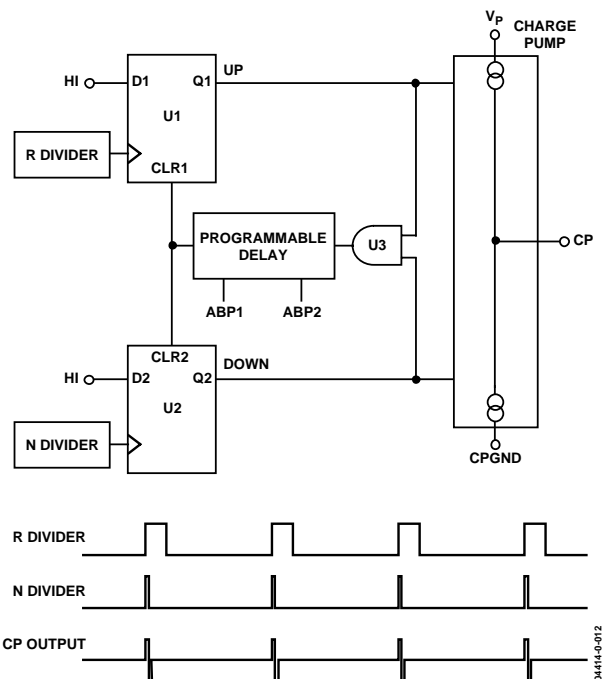 VP
CHARGE
PUMP
UP
HI
D1
Q1
U1
R DIVIDER
CLR1
PROGRAMMABLE
DELAY
U3
CP
ABP1
ABP2
CLR2
DOWN
HI
D2
Q2
U2
N DIVIDER
CPGND
R DIVIDER
N DIVIDER
CP OUTPUT
04414-0-012